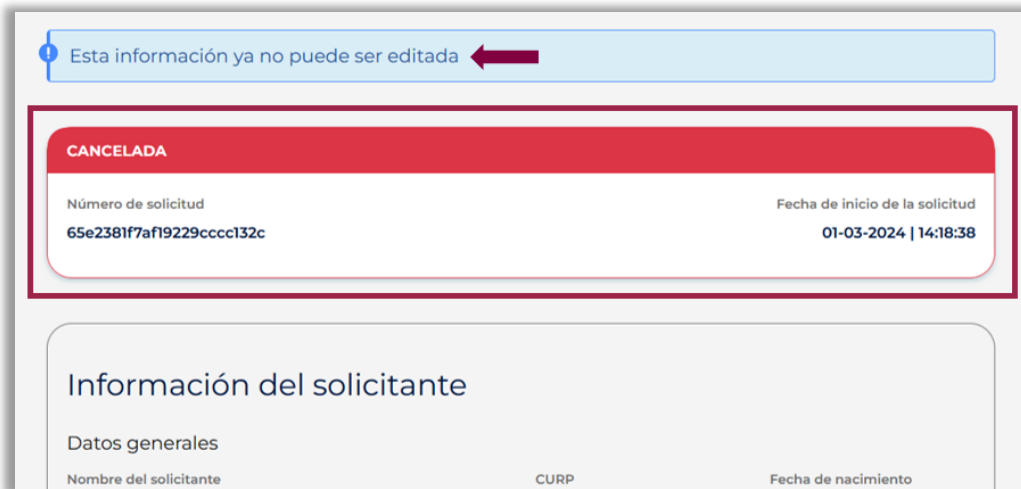 Esta información ya no puede ser editada
CANCELADA
Número de solicitud
Fecha de inicio de la solicitud
65e2381f7af19229cccc132c
01-03-2024 | 14:18:38
Información del solicitante
Datos generales
Nombre del solicitante
CURP
Fecha de nacimiento